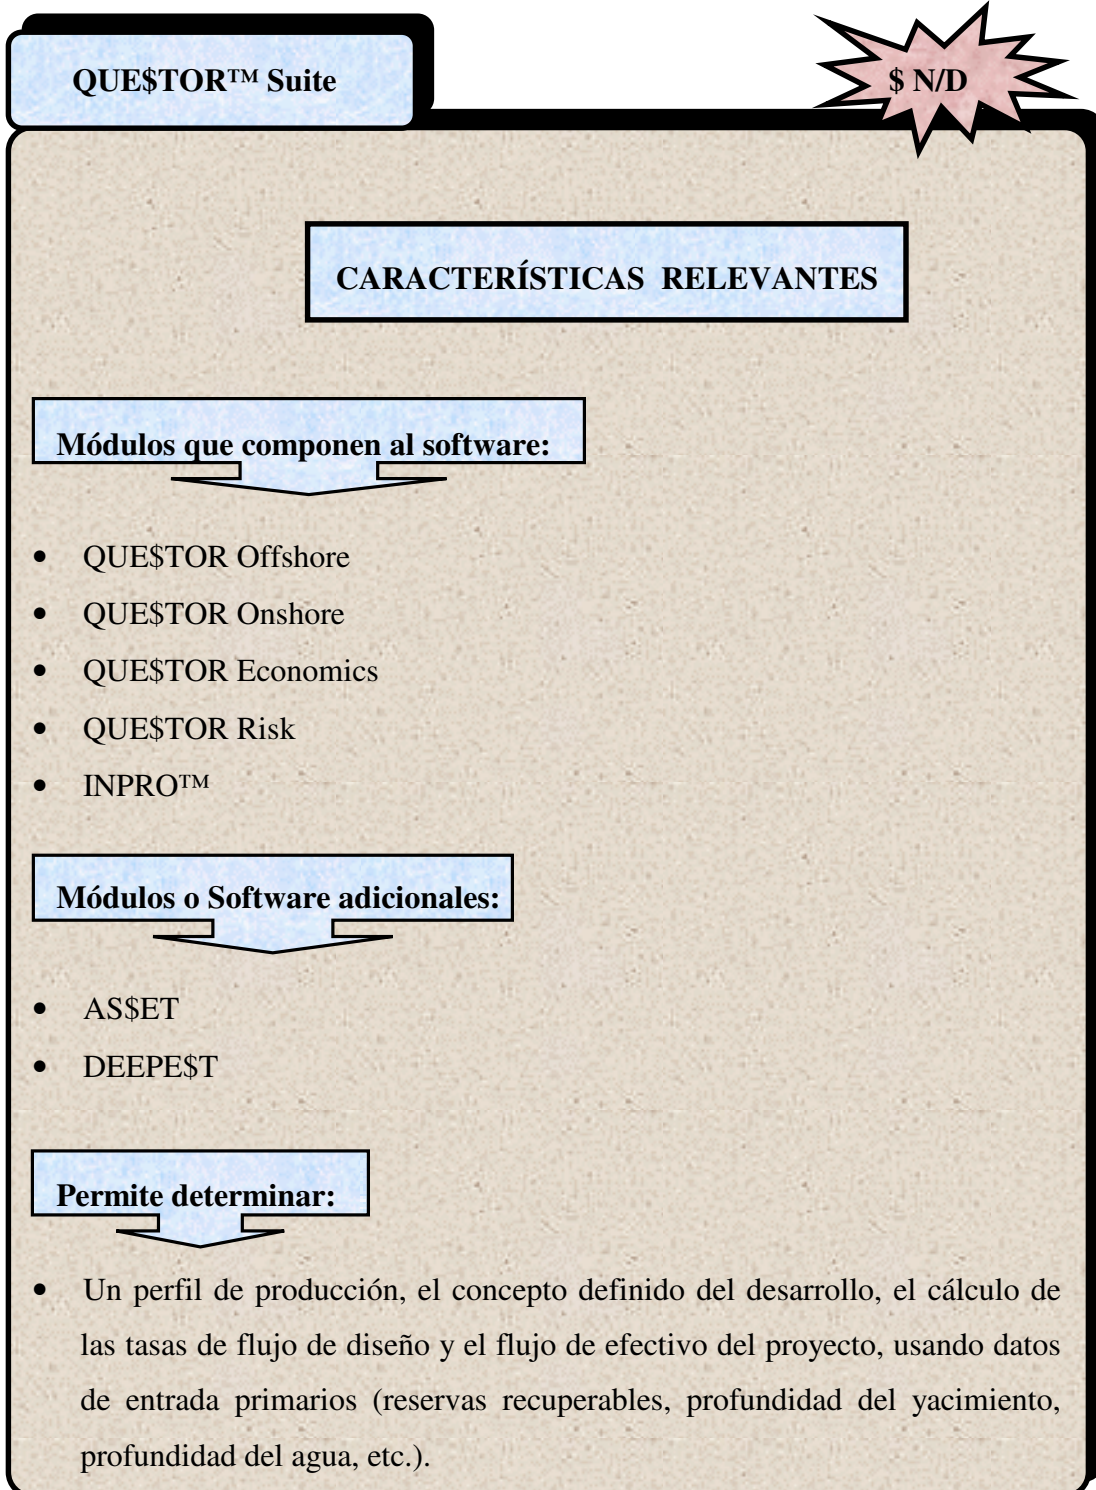 QUE$TOR™ Suite
$ N/D
CARACTERÍSTICAS RELEVANTES
Módulos que componen al software:
• QUE$TOR Offshore
• QUE$TOR Onshore
• QUE$TOR Economics
• QUE$TOR Risk
• INPRO™
Módulos o Software adicionales:
• AS$ET
• DEEPE$T
Permite determinar:
• Un perfil de producción, el concepto definido del desarrollo, el cálculo de
las tasas de flujo de diseño y el flujo de efectivo del proyecto, usando datos
de entrada primarios (reservas recuperables, profundidad del yacimiento,
profundidad del agua, etc.).